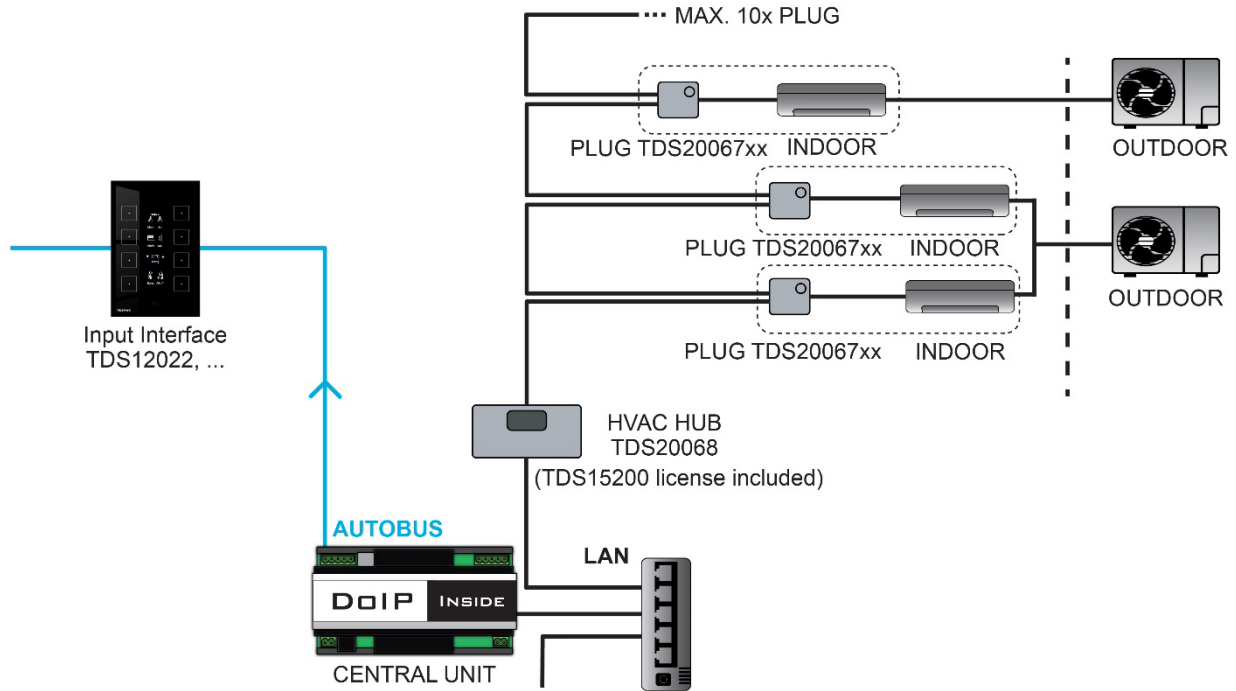 ···· MAX. 10x PLUG
PLUG TDS20067xx INDOOR
OUTDOOR
PLUG TDS20067xx INDOOR
OUTDOOR
PLUG TDS20067xx INDOOR
Input Interface
TDS12022, ...
HVAC HUB
TDS20068
(TDS15200 license included)
AUTOBUS
LAN
DoIP INSIDE
CENTRAL UNIT